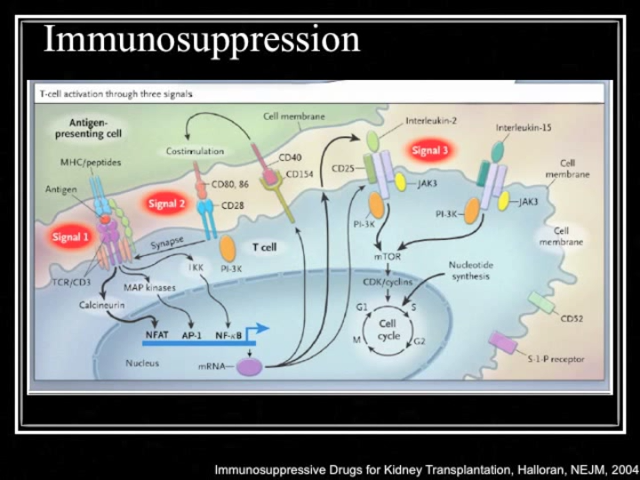 Immunosuppression
T-cell activation through three signals
Antigen-
presenting cell
Cell membrane
Interleukin-2
Interleukin-15
Costimulation
Signal 3
MHC/peptides
CD40
CD154
CD25
Cell
membrane
Antigen
CD80, 86
JAK3
Signal 2
CD28
JAK3
PI-3K
PI-3K
Signal 1
Synapse
T cell
Cell
membrane
IKK
PI-3K
mTOR
Nucleotide
synthesis
TCR/CD3
MAP kinases
CDK/cyclins
Calcineurin
G1
S
CD52
NFAT
AP-1
NF-κB
Cell
cycle
M
G2
Nucleus
mRNA
S-1-P receptor
Immunosuppressive Drugs for Kidney Transplantation, Halloran, NEJM, 2004